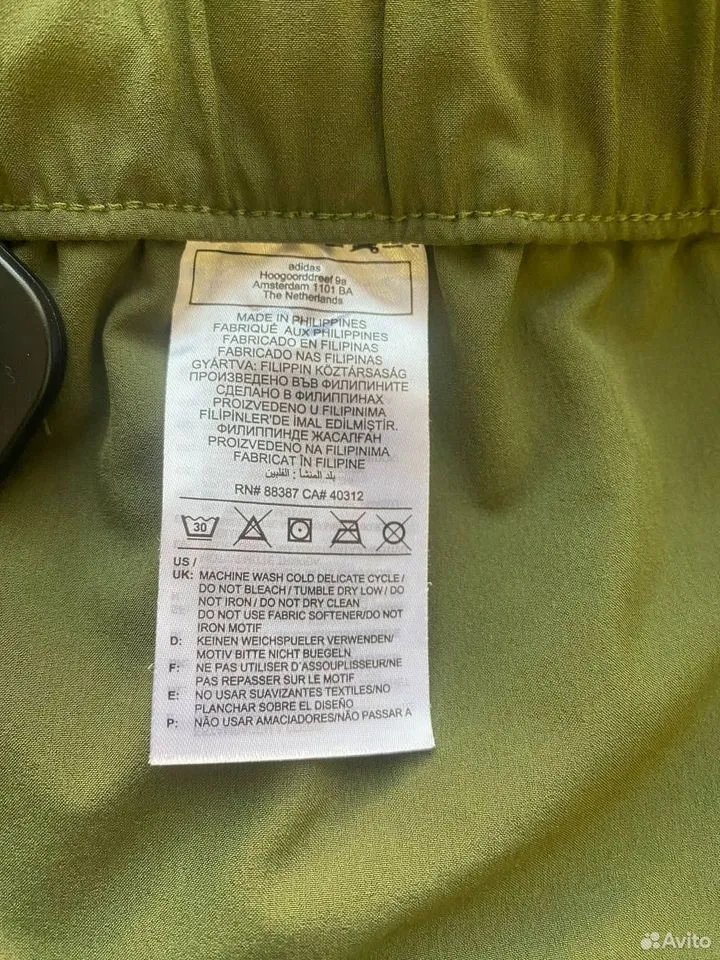 adidas
Hoogoorddreef 9a
Amsterdam 1101 BA
The Netherlands
MADE IN PHILIPPINES
FABRIQUÉ AUX PHILIPPINES
FABRICADO EN FILIPINAS
FABRICADO NAS FILIPINAS
GYÁRTVA: FILIPPIN KÖZTÁRSASÁG
ПРОИЗВЕДЕНО ВЪВ ФИЛИПИНИТЕ
СДЕЛАНО В ФИЛИППИНАХ
PROIZVEDENO U FILIPINIMA
FİLİPİNLER'DE IMAL EDILMIŞTIR.
ФИЛИППИНДЕ ЖАСАЛҒАН
PROIZVEDENO NA FILIPINIMA
FABRICAT ÎN FILIPINE
بلد المنشأ : الفلبين
RN# 88387 CA# 40312
30
US /
UK: MACHINE WASH COLD DELICATE CYCLE /
DO NOT BLEACH / TUMBLE DRY LOW / DO
NOT IRON / DO NOT DRY CLEAN
DO NOT USE FABRIC SOFTENER/DO NOT
IRON MOTIF
D: KEINEN WEICHSPUELER VERWENDEN/
MOTIV BITTE NICHT BUEGELN
F: NE PAS UTILISER D´ASSOUPLISSEUR/NE
PAS REPASSER SUR LE MOTIF
E: NO USAR SUAVIZANTES TEXTILES/NO
PLANCHAR SOBRE EL DISEÑO
P: NÃO USAR AMACIADORES/NÃO PASSAR A
Avito